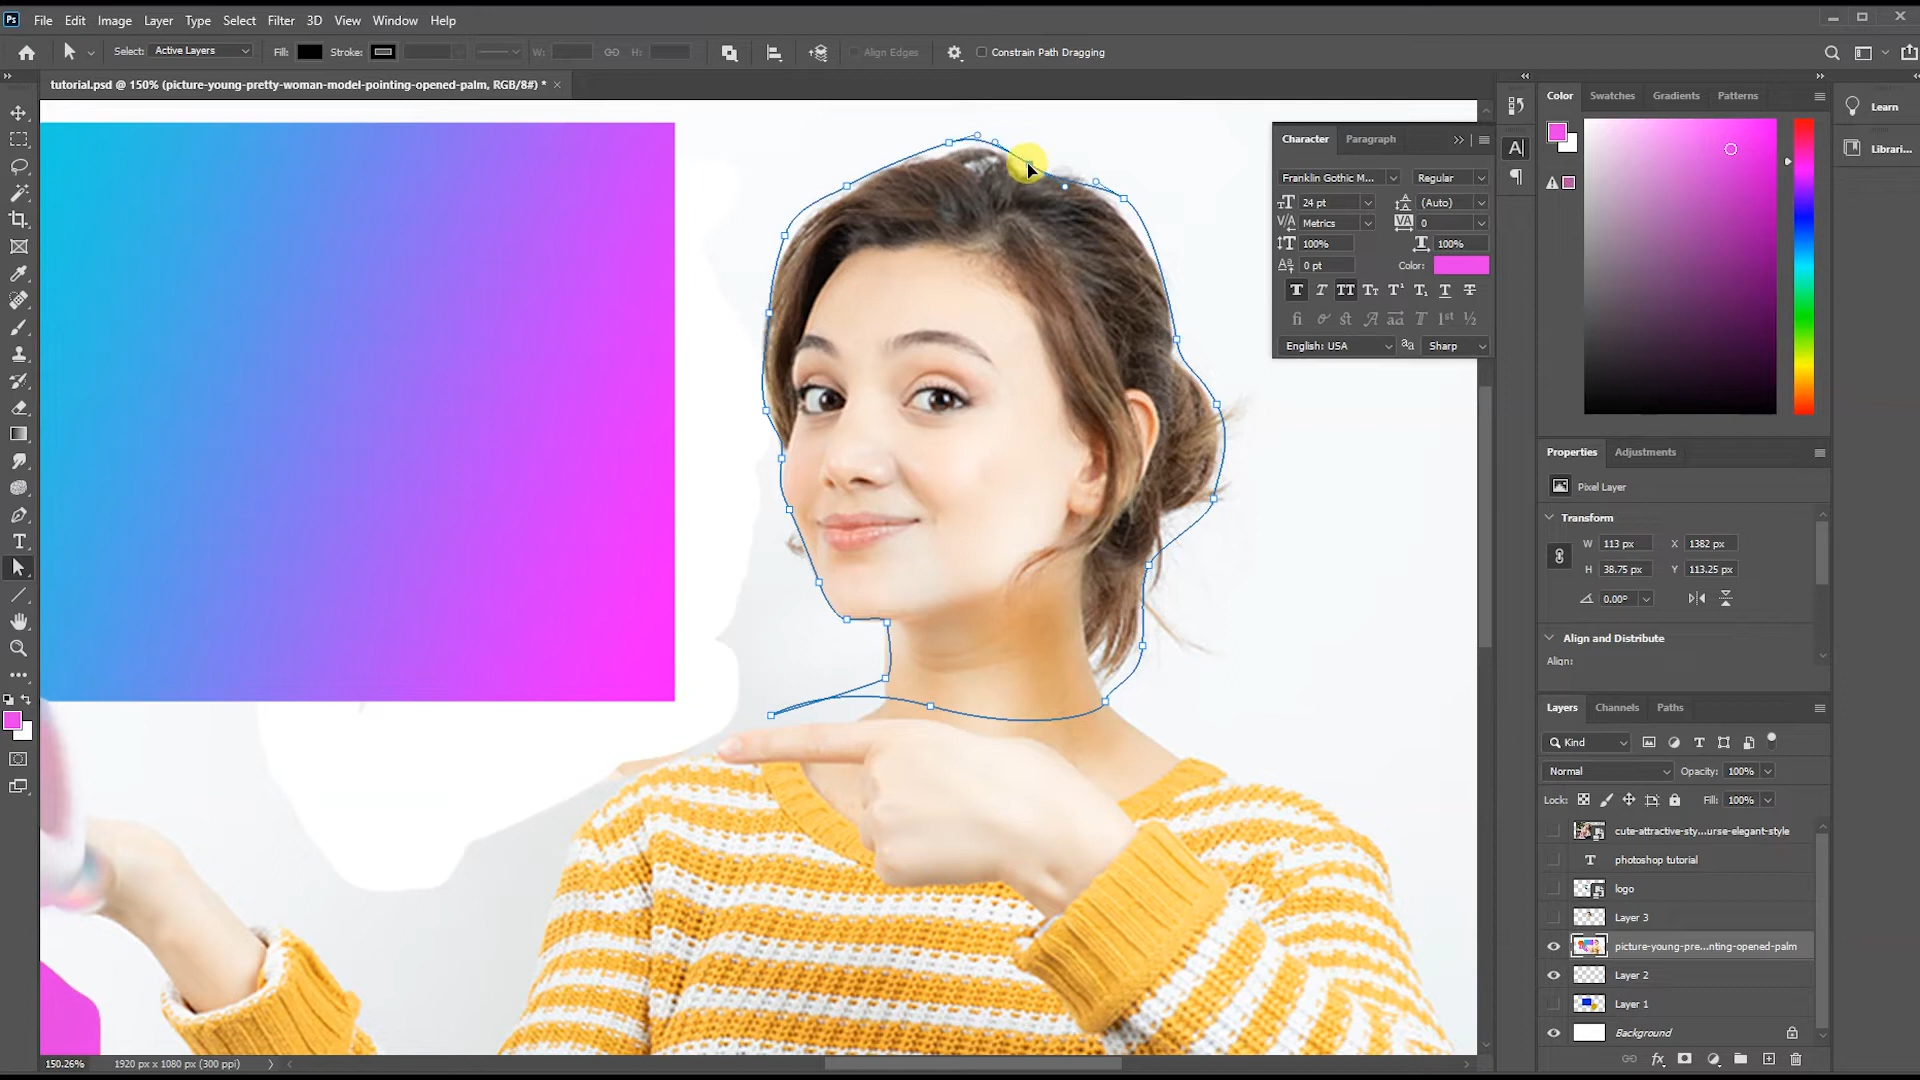 Ps File Edit Image Layer Type Select Filter 3D View Window Help
Select: Active Layers Fill: Stroke: W: H: Align Edges Constrain Path Dragging
tutorial.psd @ 150% (picture-young-pretty-woman-model-pointing-opened-palm, RGB/8#) * ×
Character Paragraph
Franklin Gothic M... Regular
24 pt (Auto)
Metrics 0
100% 100%
0 pt Color:
English: USA Sharp
Color Swatches Gradients Patterns
Learn
Librari...
Properties Adjustments
Pixel Layer
Transform
W 113 px X 1382 px
H 38.75 px Y 113.25 px
0.00°
Align and Distribute
Align:
Layers Channels Paths
Kind
Normal Opacity: 100%
Lock: Fill: 100%
cute-attractive-sty...urse-elegant-style
photoshop tutorial
logo
Layer 3
picture-young-pre...nting-opened-palm
Layer 2
Layer 1
Background
150.26% 1920 px x 1080 px (300 ppi)